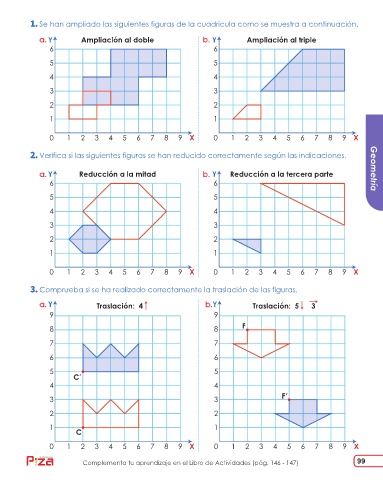 1. Se han ampliado las siguientes figuras de la cuadrícula como se muestra a continuación.
a. Y Ampliación al doble
6
5
4
3
2
1
0 1 2 3 4 5 6 7 8 9 X
b. Y Ampliación al triple
6
5
4
3
2
1
0 1 2 3 4 5 6 7 8 9 X
2. Verifica si las siguientes figuras se han reducido correctamente según las indicaciones.
a. Y Reducción a la mitad
6
5
4
3
2
1
0 1 2 3 4 5 6 7 8 9 X
b. Y Reducción a la tercera parte
6
5
4
3
2
1
0 1 2 3 4 5 6 7 8 9 X
Geometría
3. Comprueba si se ha realizado correctamente la traslación de las figuras.
a. Y Traslación: 4↑
9
8
7
6
5
C'
4
3
2
1
C
0 1 2 3 4 5 6 7 8 9 X
b. Y Traslación: 5↓ 3→
9
8
F
7
6
5
4
3
F'
2
1
0 1 2 3 4 5 6 7 8 9 X
Complementa tu aprendizaje en el Libro de Actividades (pág. 146 - 147)
99